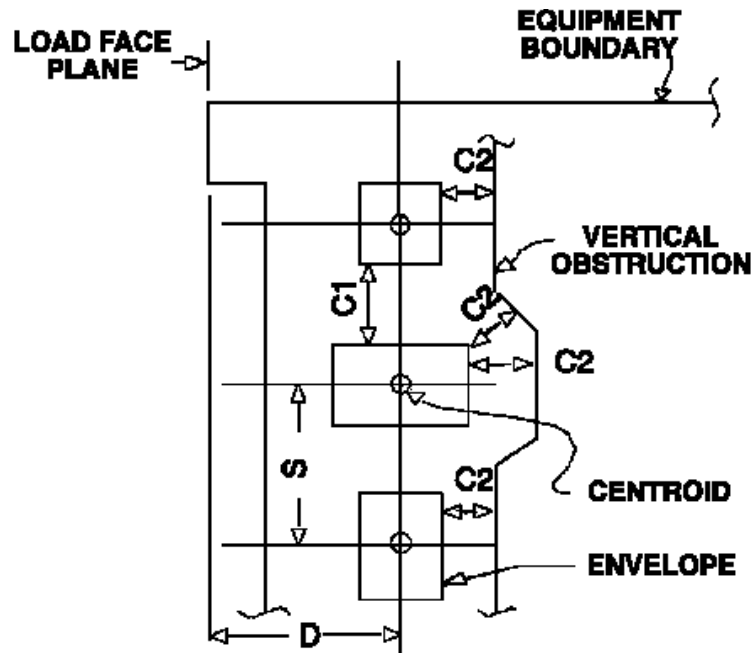 EQUIPMENT
BOUNDARY
LOAD FACE
PLANE
C2
VERTICAL
OBSTRUCTION
C1
C2
C2
S
C2
CENTROID
ENVELOPE
D